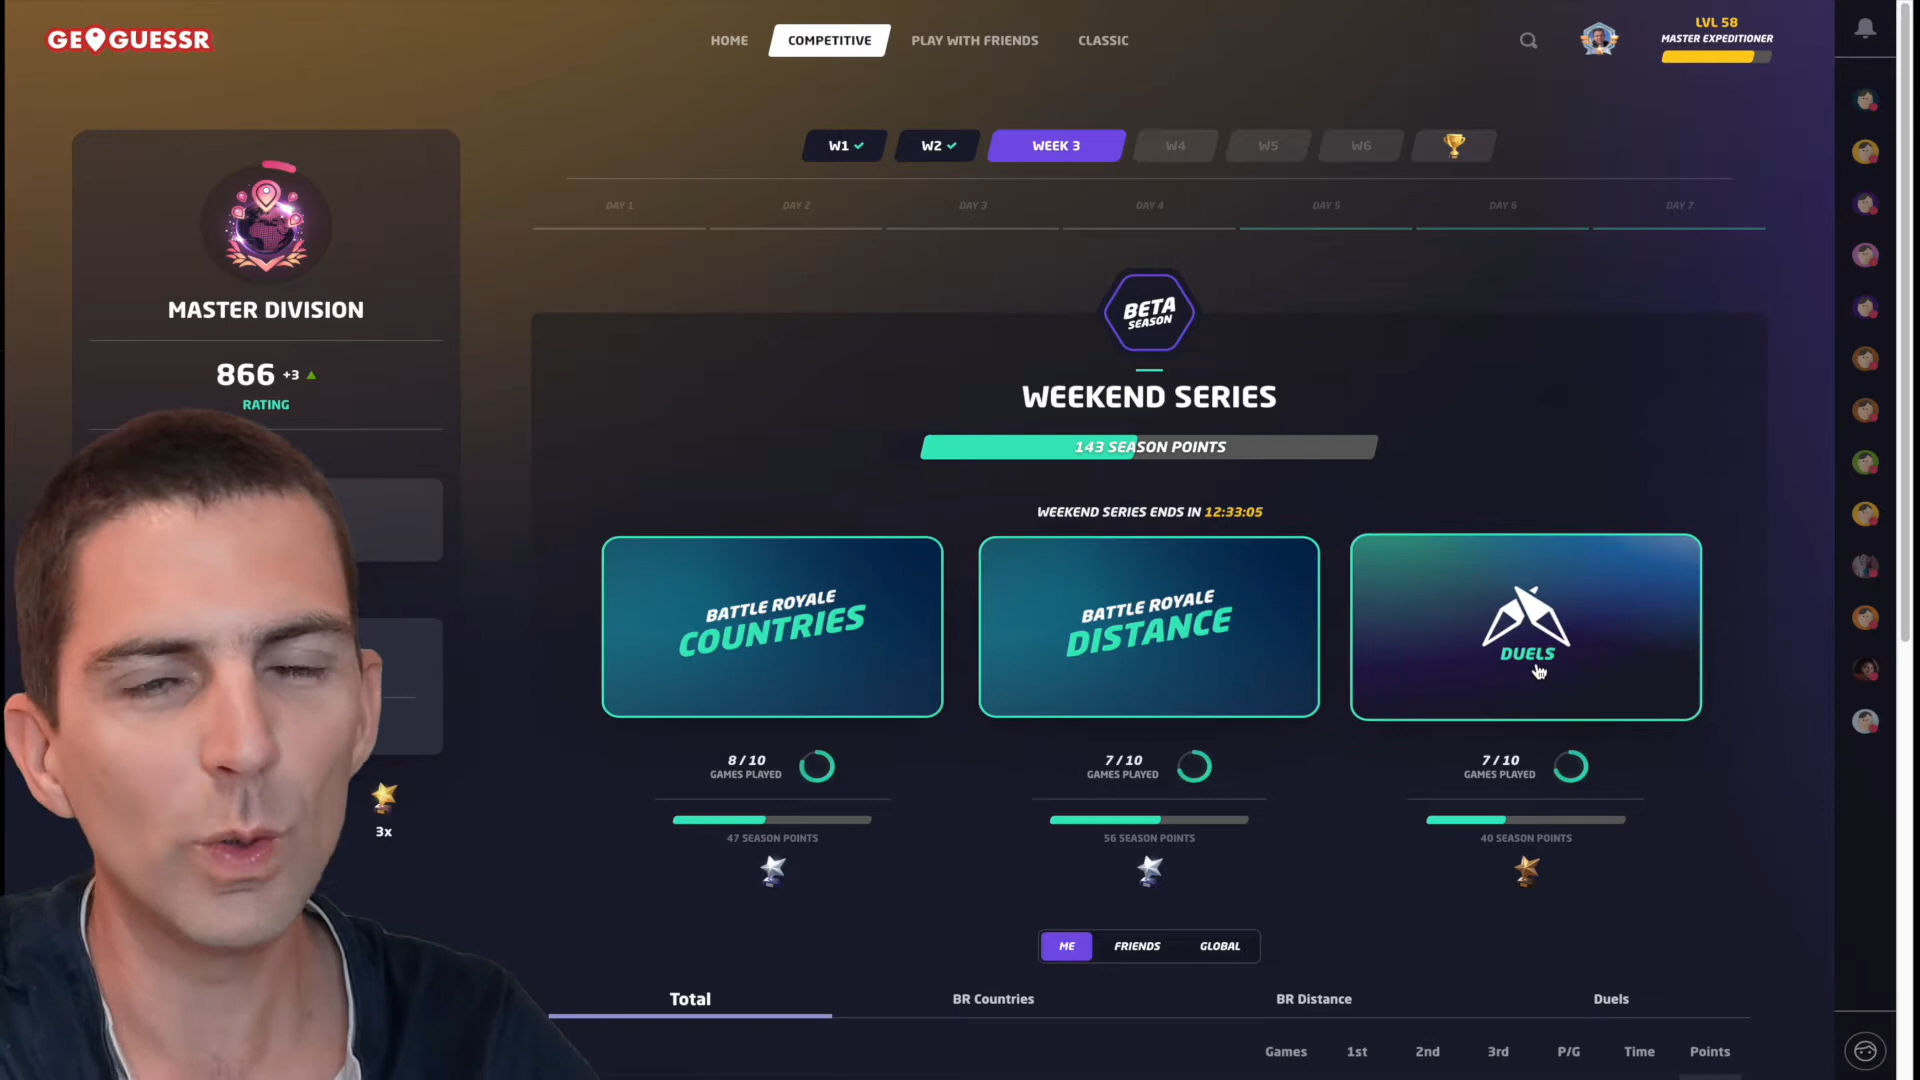 GEOGUESSR
HOME
COMPETITIVE
PLAY WITH FRIENDS
CLASSIC
LVL 58
MASTER EXPEDITIONER
W1
W2
WEEK 3
W4
W5
W6
DAY 1
DAY 2
DAY 3
DAY 4
DAY 5
DAY 6
DAY 7
MASTER DIVISION
866 +3
RATING
3x
BETA
SEASON
WEEKEND SERIES
143 SEASON POINTS
WEEKEND SERIES ENDS IN 12:33:05
BATTLE ROYALE
COUNTRIES
BATTLE ROYALE
DISTANCE
DUELS
8 / 10
GAMES PLAYED
7 / 10
GAMES PLAYED
7 / 10
GAMES PLAYED
47 SEASON POINTS
56 SEASON POINTS
40 SEASON POINTS
ME
FRIENDS
GLOBAL
Total
BR Countries
BR Distance
Duels
Games
1st
2nd
3rd
P/G
Time
Points